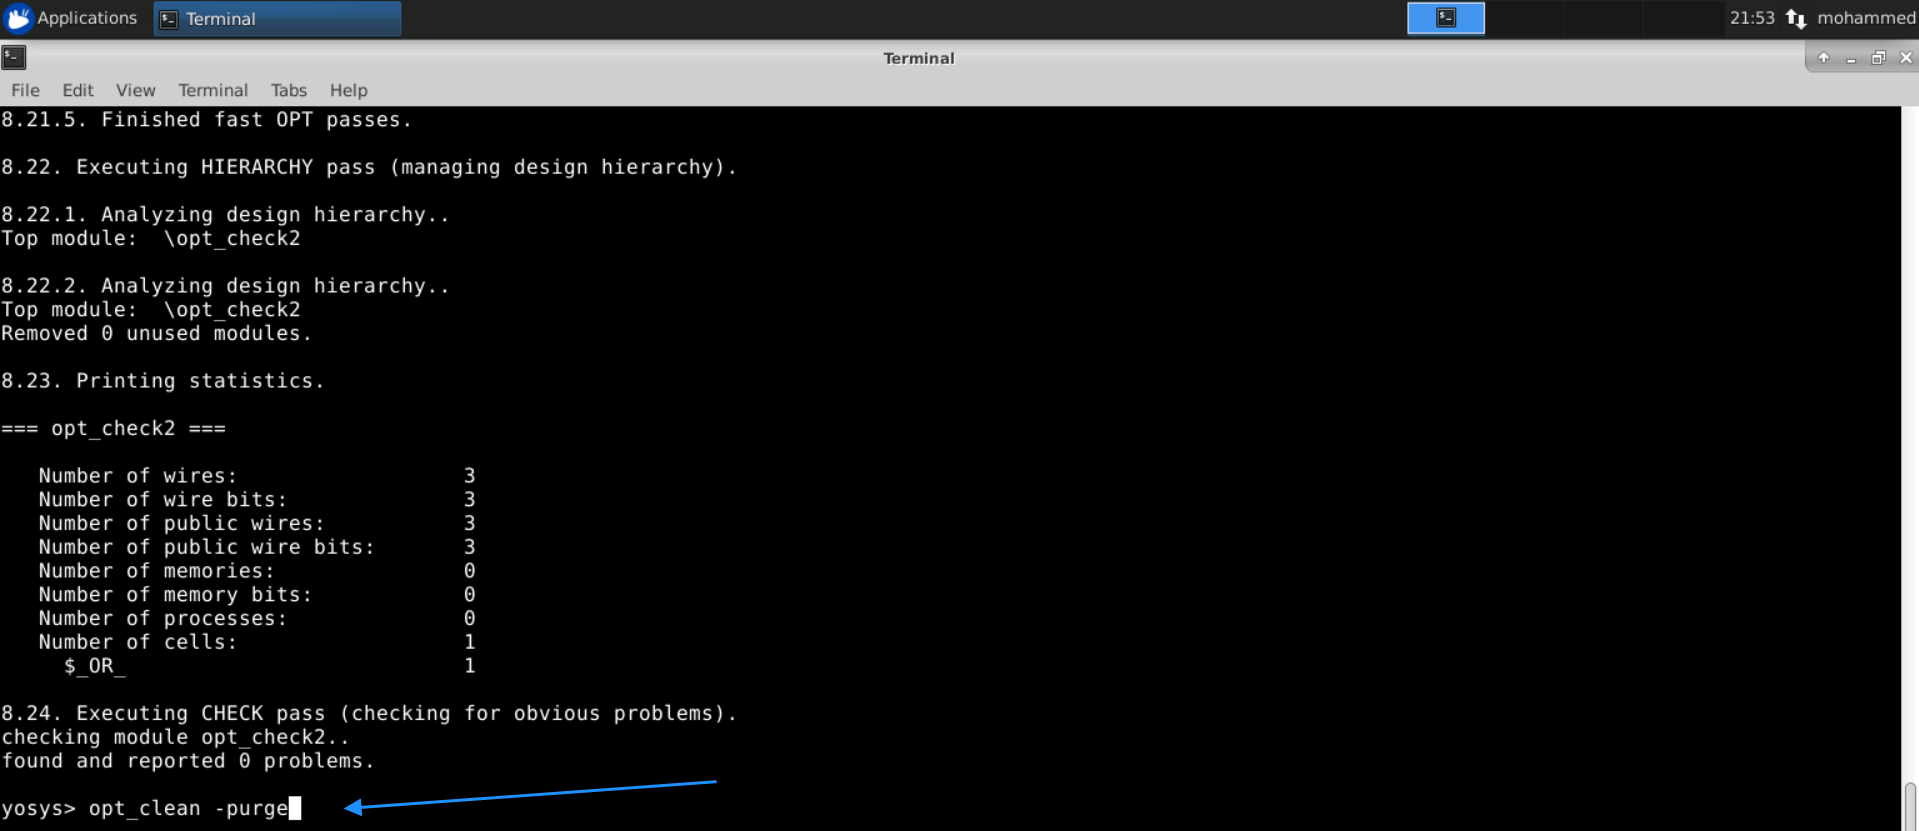 Applications
Terminal
21:53
mohammed
Terminal
File Edit View Terminal Tabs Help
8.21.5. Finished fast OPT passes.
8.22. Executing HIERARCHY pass (managing design hierarchy).
8.22.1. Analyzing design hierarchy..
Top module:  \opt_check2
8.22.2. Analyzing design hierarchy..
Top module:  \opt_check2
Removed 0 unused modules.
8.23. Printing statistics.
=== opt_check2 ===
Number of wires: 3
Number of wire bits: 3
Number of public wires: 3
Number of public wire bits: 3
Number of memories: 0
Number of memory bits: 0
Number of processes: 0
Number of cells: 1
$_OR_ 1
8.24. Executing CHECK pass (checking for obvious problems).
checking module opt_check2..
found and reported 0 problems.
yosys> opt_clean -purge